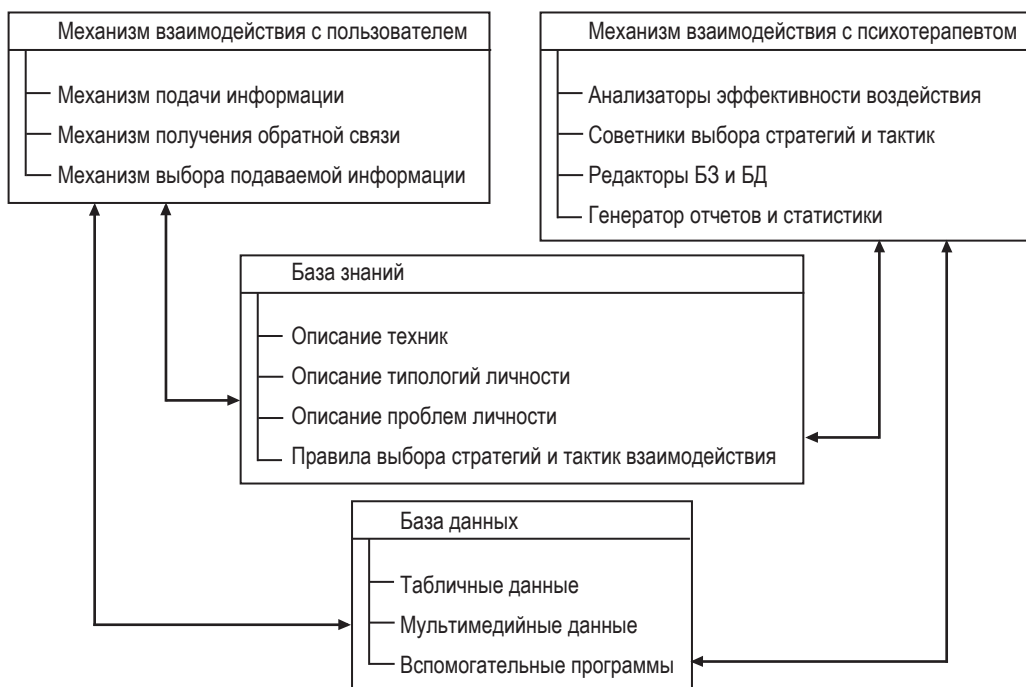 Механизм взаимодействия с пользователем
Механизм подачи информации
Механизм получения обратной связи
Механизм выбора подаваемой информации
Механизм взаимодействия с психотерапевтом
Анализаторы эффективности воздействия
Советники выбора стратегий и тактик
Редакторы БЗ и БД
Генератор отчетов и статистики
База знаний
Описание техник
Описание типологий личности
Описание проблем личности
Правила выбора стратегий и тактик взаимодействия
База данных
Табличные данные
Мультимедийные данные
Вспомогательные программы